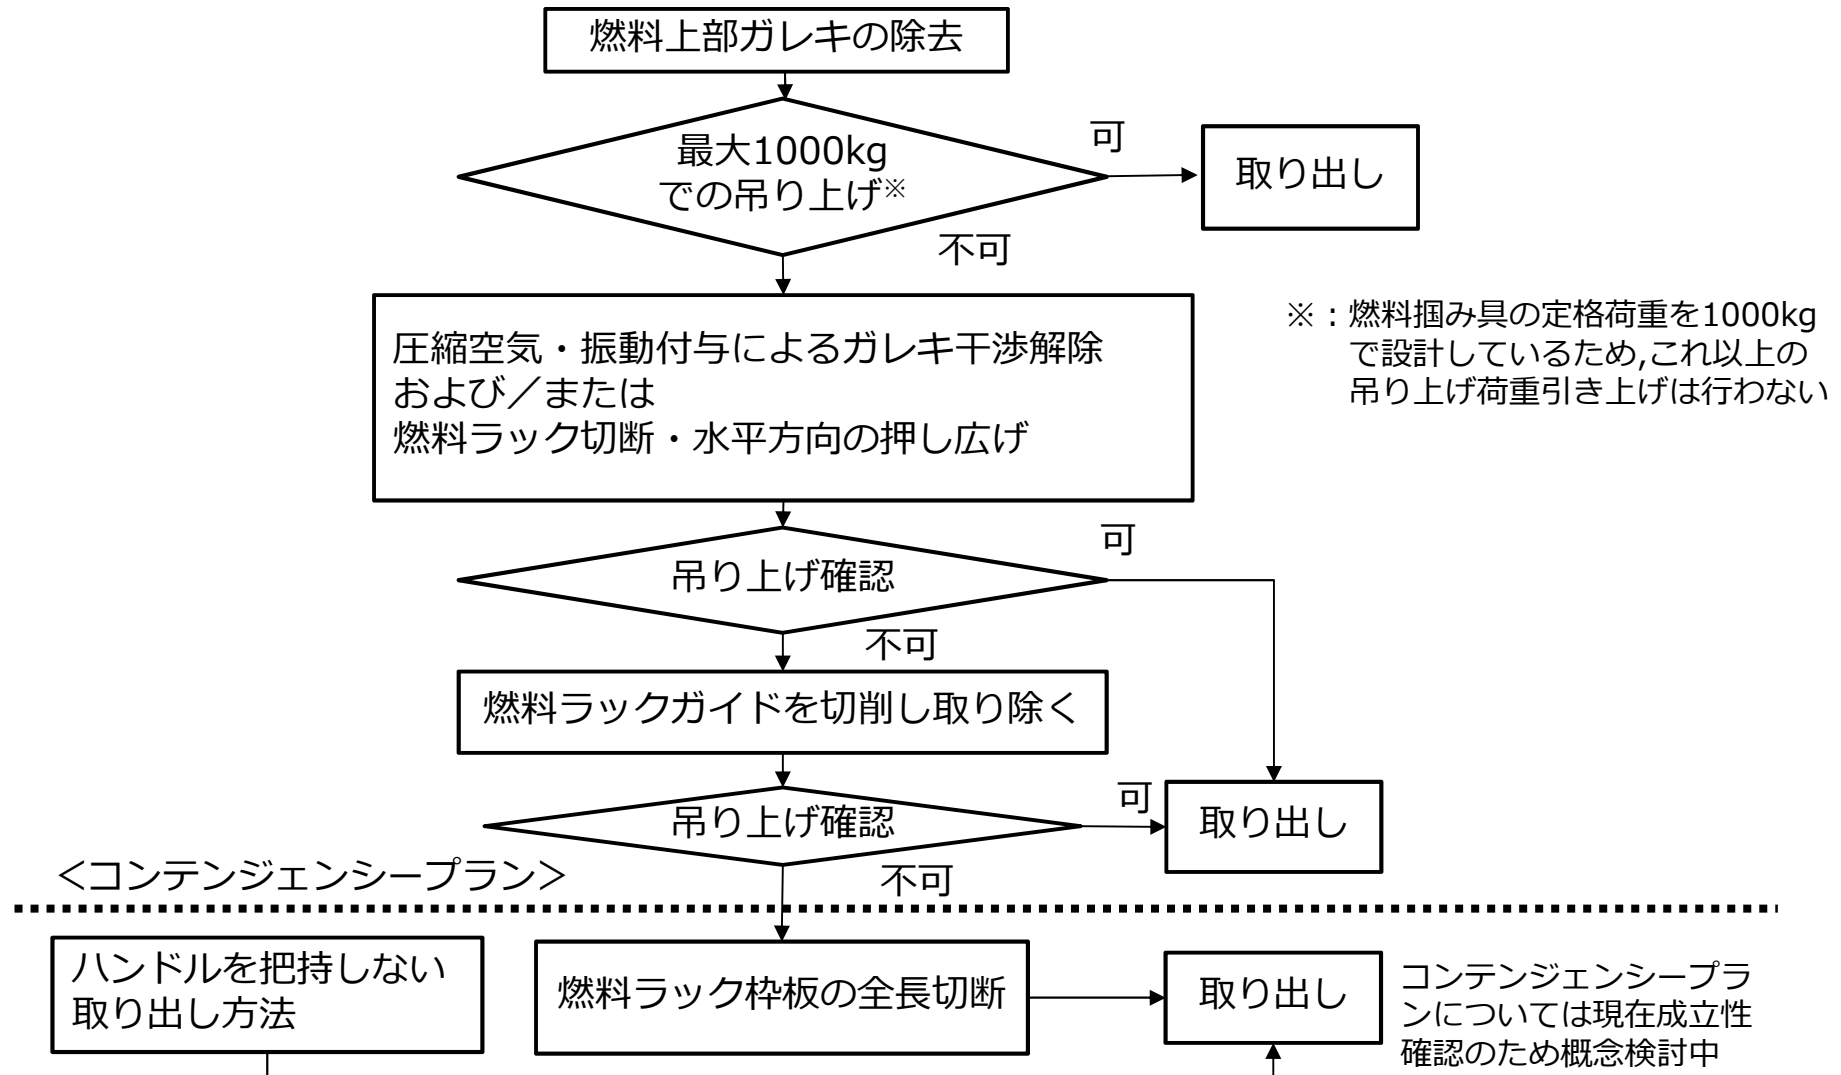 燃料上部ガレキの除去
最大1000kg
での吊り上げ※
可
取り出し
不可
※：燃料掴み具の定格荷重を1000kg
で設計しているため,これ以上の
吊り上げ荷重引き上げは行わない
圧縮空気・振動付与によるガレキ干渉解除
および／または
燃料ラック切断・水平方向の押し広げ
吊り上げ確認
可
不可
燃料ラックガイドを切削し取り除く
吊り上げ確認
可
取り出し
不可
＜コンテンジェンシープラン＞
ハンドルを把持しない
取り出し方法
燃料ラック枠板の全長切断
取り出し
コンテンジェンシープラ
ンについては現在成立性
確認のため概念検討中